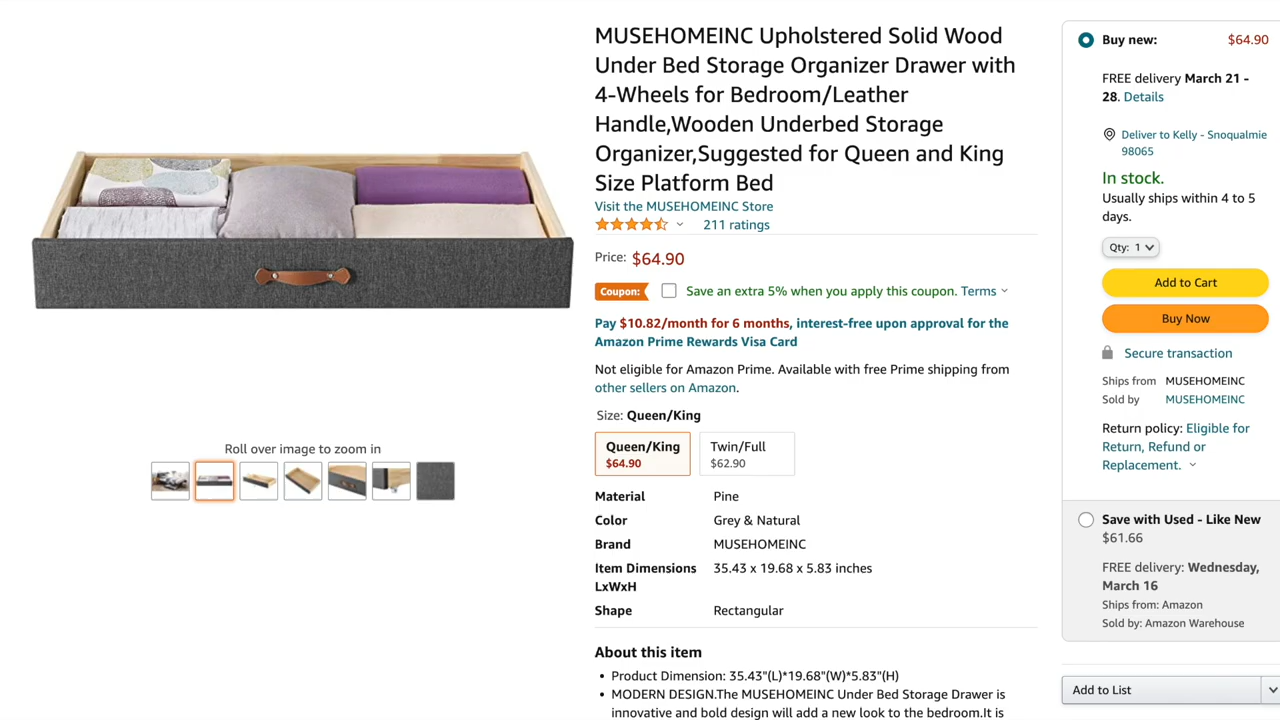 MUSEHOMEINC Upholstered Solid Wood
Under Bed Storage Organizer Drawer with
4-Wheels for Bedroom/Leather
Handle,Wooden Underbed Storage
Organizer,Suggested for Queen and King
Size Platform Bed
Visit the MUSEHOMEINC Store
211 ratings
Price: $64.90
Coupon: Save an extra 5% when you apply this coupon. Terms
Pay $10.82/month for 6 months, interest-free upon approval for the
Amazon Prime Rewards Visa Card
Not eligible for Amazon Prime. Available with free Prime shipping from
other sellers on Amazon.
Size: Queen/King
Queen/King
$64.90
Twin/Full
$62.90
Material Pine
Color Grey & Natural
Brand MUSEHOMEINC
Item Dimensions 35.43 x 19.68 x 5.83 inches
LxWxH
Shape Rectangular
About this item
• Product Dimension: 35.43"(L)*19.68"(W)*5.83"(H)
• MODERN DESIGN.The MUSEHOMEINC Under Bed Storage Drawer is
innovative and bold design will add a new look to the bedroom.It is
Roll over image to zoom in
Buy new: $64.90
FREE delivery March 21 -
28. Details
Deliver to Kelly - Snoqualmie
98065
In stock.
Usually ships within 4 to 5
days.
Qty: 1
Add to Cart
Buy Now
Secure transaction
Ships from MUSEHOMEINC
Sold by MUSEHOMEINC
Return policy: Eligible for
Return, Refund or
Replacement.
Save with Used - Like New
$61.66
FREE delivery: Wednesday,
March 16
Ships from: Amazon
Sold by: Amazon Warehouse
Add to List